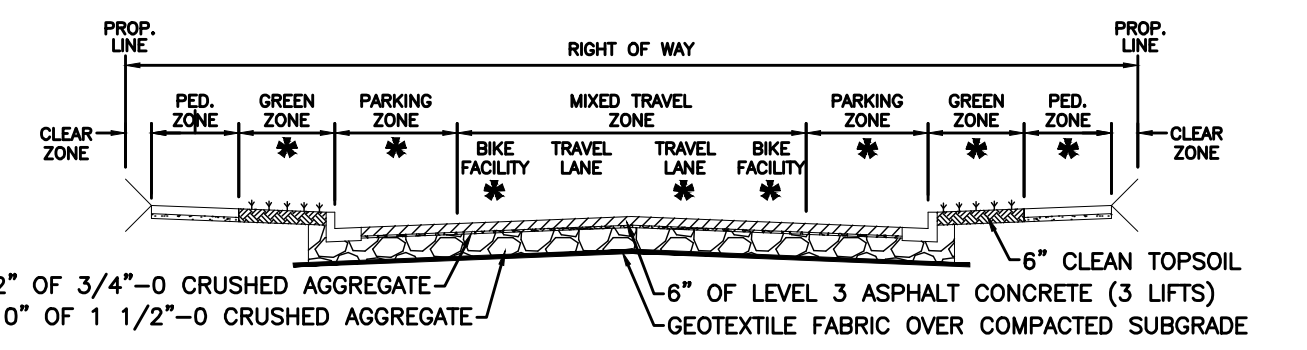 PROP.
LINE
RIGHT OF WAY
PROP.
LINE
CLEAR
ZONE
PED.
ZONE
GREEN
ZONE
PARKING
ZONE
MIXED TRAVEL
ZONE
PARKING
ZONE
GREEN
ZONE
PED.
ZONE
CLEAR
ZONE
BIKE
FACILITY
TRAVEL
LANE
TRAVEL
LANE
BIKE
FACILITY
2" OF 3/4"-0 CRUSHED AGGREGATE
0" OF 1 1/2"-0 CRUSHED AGGREGATE
6" CLEAN TOPSOIL
6" OF LEVEL 3 ASPHALT CONCRETE (3 LIFTS)
GEOTEXTILE FABRIC OVER COMPACTED SUBGRADE